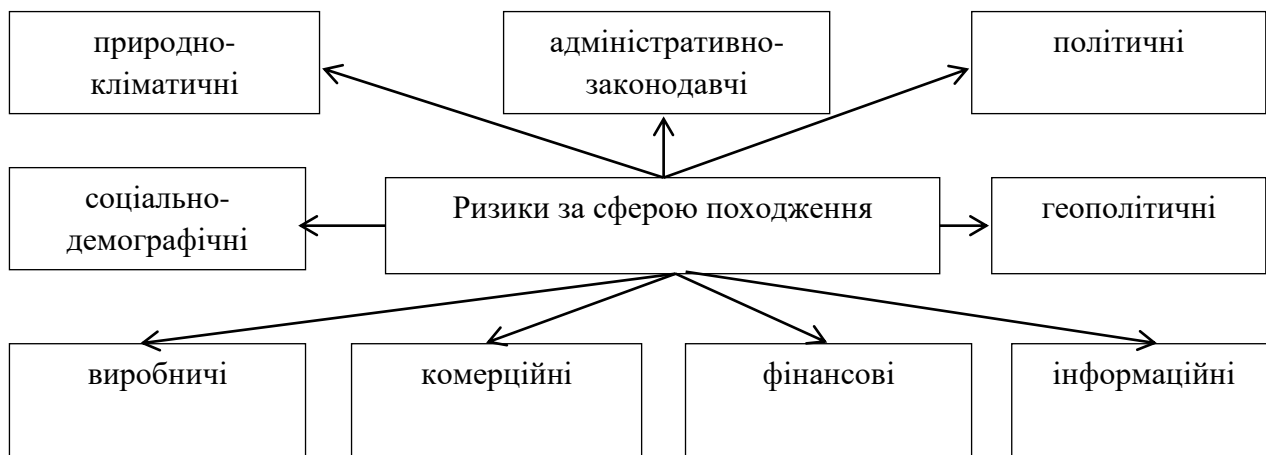 природно-
кліматичні
адміністративно-
законодавчі
політичні
соціально-
демографічні
Ризики за сферою походження
геополітичні
виробничі
комерційні
фінансові
інформаційні